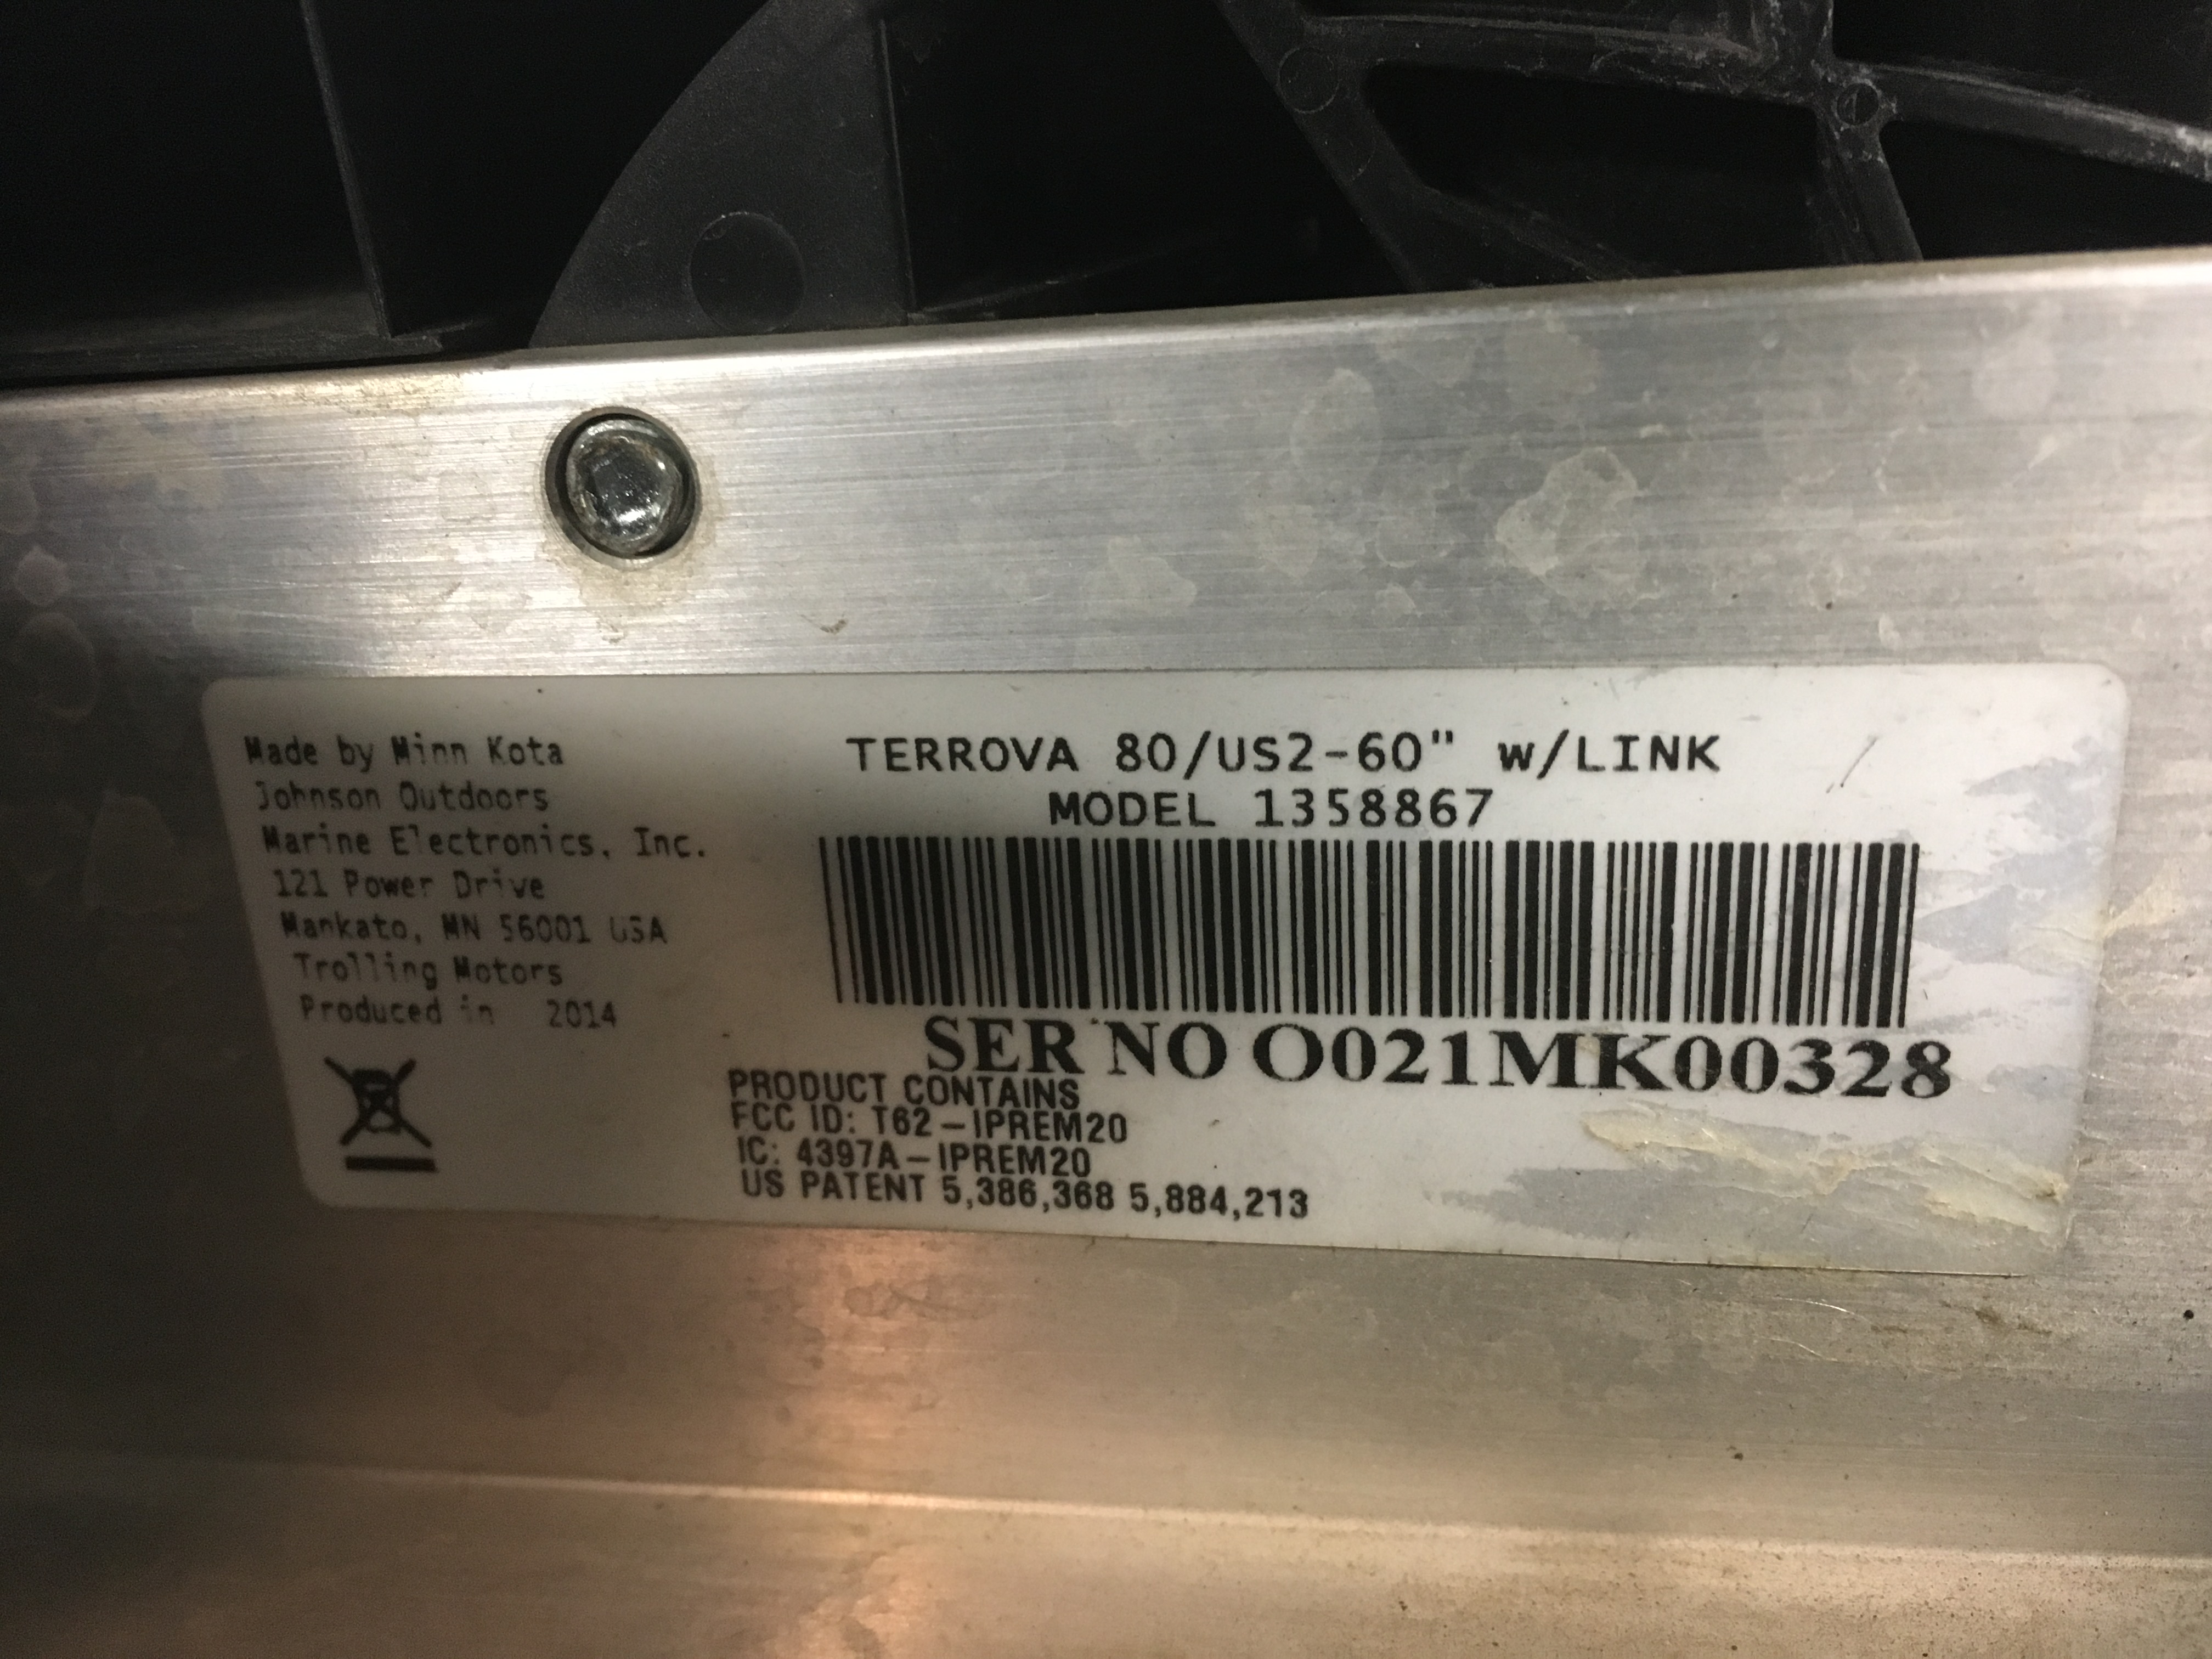 Made by Minn Kota
Johnson Outdoors
Marine Electronics, Inc.
121 Power Drive
Mankato, MN 56001 USA
Trolling Motors
Produced in 2014
TERROVA 80/US2-60" w/LINK
MODEL 1358867
SER NO O021MK00328
PRODUCT CONTAINS
FCC ID: T62-IPREM20
IC: 4397A-IPREM20
US PATENT 5,386,368 5,884,213